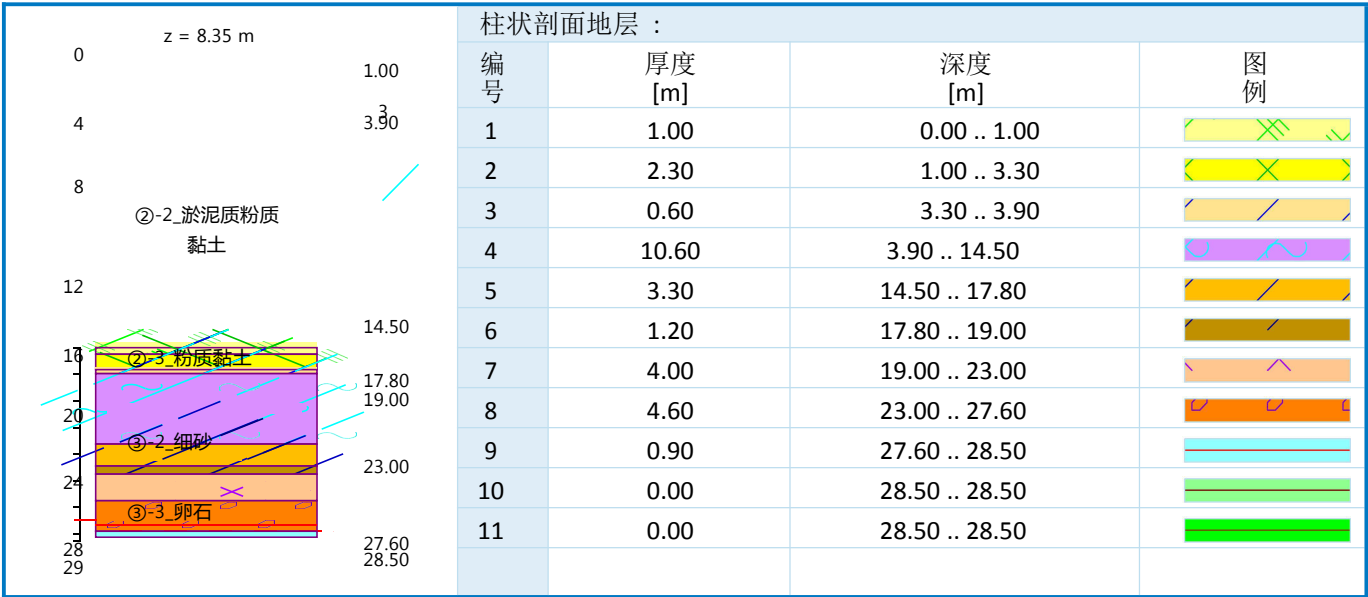 z = 8.35 m
0
1.00
3
4
3.90
8
②-2_淤泥质粉质
黏土
12
14.50
16
②-3_粉质黏土
17.80
19.00
20
③-2_细砂
23.00
24
③-3_卵石
27.60
28
28.50
29
柱状剖面地层 :
编号 厚度 [m] 深度 [m] 图例
1 1.00 0.00 .. 1.00
2 2.30 1.00 .. 3.30
3 0.60 3.30 .. 3.90
4 10.60 3.90 .. 14.50
5 3.30 14.50 .. 17.80
6 1.20 17.80 .. 19.00
7 4.00 19.00 .. 23.00
8 4.60 23.00 .. 27.60
9 0.90 27.60 .. 28.50
10 0.00 28.50 .. 28.50
11 0.00 28.50 .. 28.50